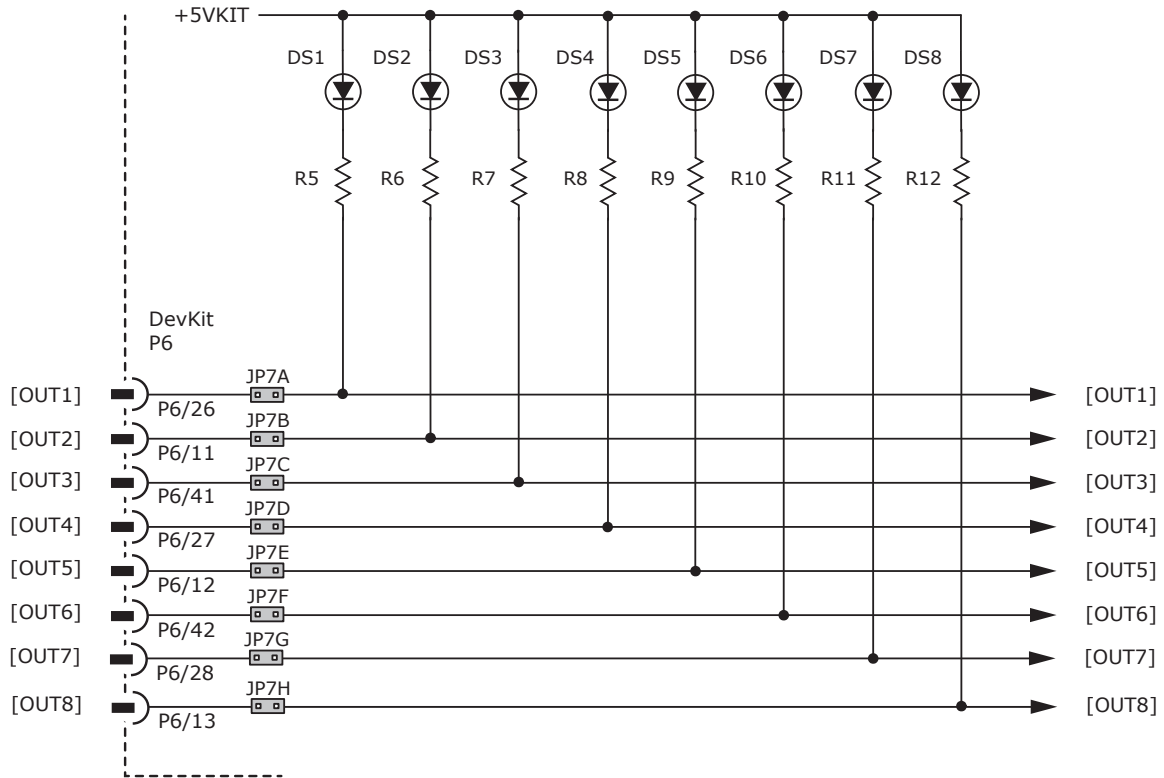 +5VKIT
DS1 DS2 DS3 DS4 DS5 DS6 DS7 DS8
R5 R6 R7 R8 R9 R10 R11 R12
DevKit
P6
[OUT1] P6/26 JP7A [OUT1]
[OUT2] P6/11 JP7B [OUT2]
[OUT3] P6/41 JP7C [OUT3]
[OUT4] P6/27 JP7D [OUT4]
[OUT5] P6/12 JP7E [OUT5]
[OUT6] P6/42 JP7F [OUT6]
[OUT7] P6/28 JP7G [OUT7]
[OUT8] P6/13 JP7H [OUT8]